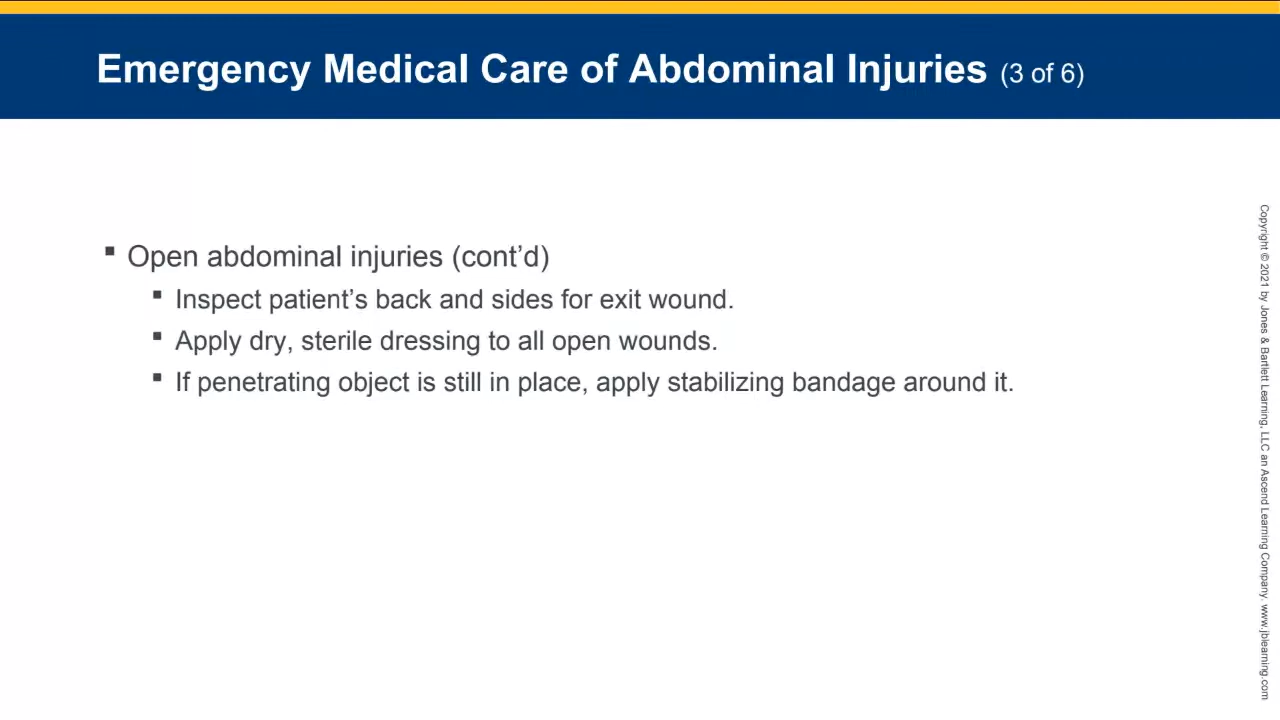 Emergency Medical Care of Abdominal Injuries (3 of 6)
▪ Open abdominal injuries (cont’d)
▪ Inspect patient’s back and sides for exit wound.
▪ Apply dry, sterile dressing to all open wounds.
▪ If penetrating object is still in place, apply stabilizing bandage around it.
Copyright © 2021 by Jones & Bartlett Learning, LLC an Ascend Learning Company. www.jblearning.com